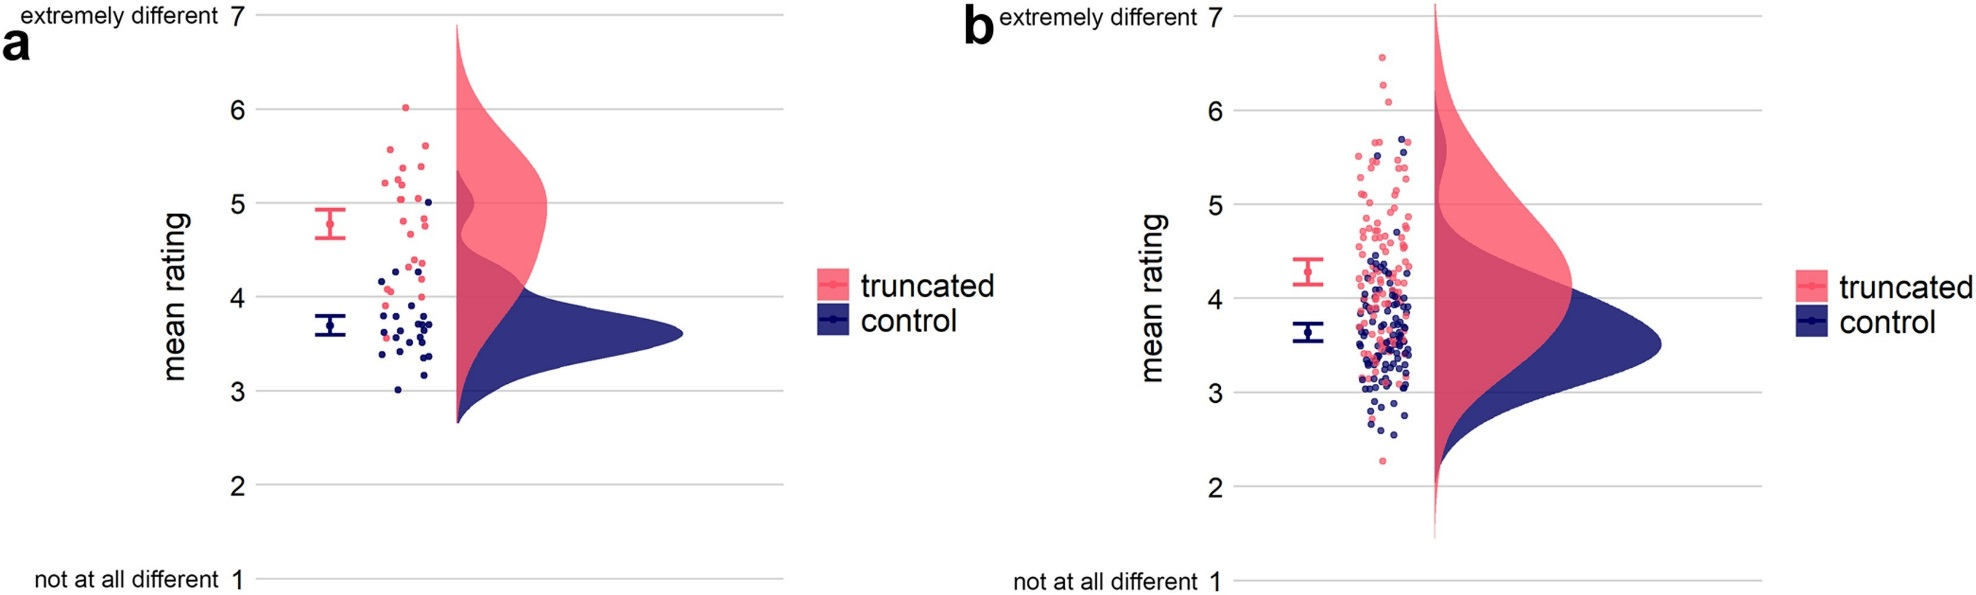 a
extremely different 7
6
5
4
3
2
not at all different 1
mean rating
truncated
control
b
extremely different 7
6
5
4
3
2
not at all different 1
mean rating
truncated
control